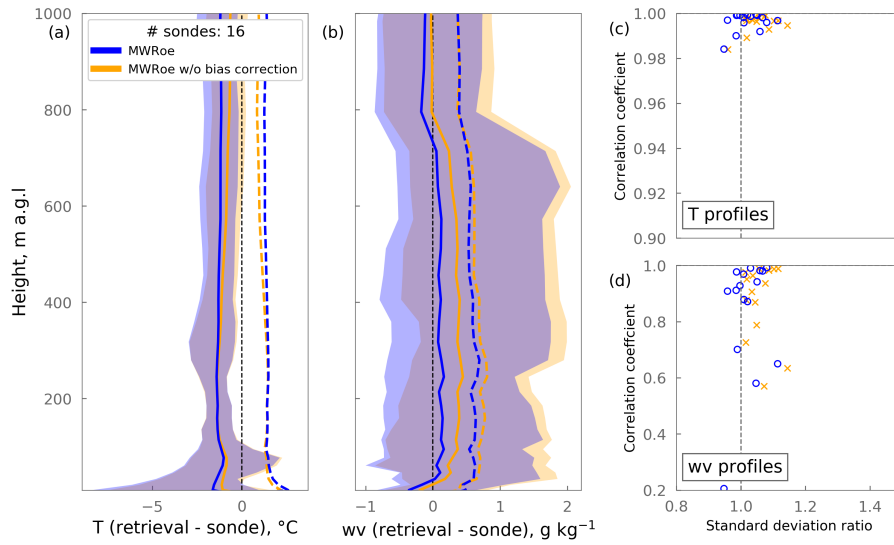 (a)
# sondes: 16
MWRoe
MWRoe w/o bias correction
1000
800
600
400
200
Height, m a.g.l
−5
0
T (retrieval - sonde), °C
(b)
−1
0
1
2
wv (retrieval - sonde), g kg⁻¹
(c)
1.00
0.98
0.96
0.94
0.92
0.90
Correlation coeffcient
T profiles
(d)
1.0
0.8
0.6
0.4
0.2
Correlation coeffcient
wv profiles
0.8
1.0
1.2
1.4
Standard deviation ratio